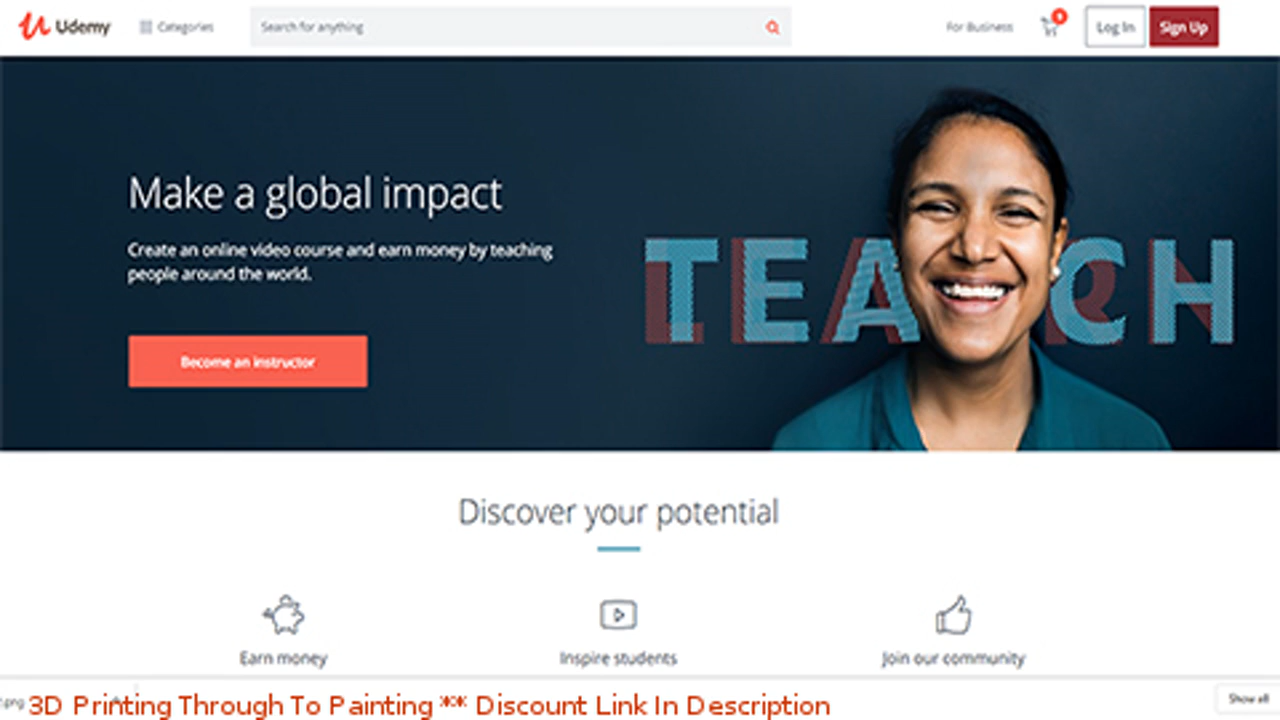 Udemy
Categories
Search for anything
For Business
Log In
Sign Up
Make a global impact
Create an online video course and earn money by teaching
people around the world.
TEACH
Become an instructor
Discover your potential
Earn money
Inspire students
Join our community
3D Printing Through To Painting ** Discount Link In Description
Show all